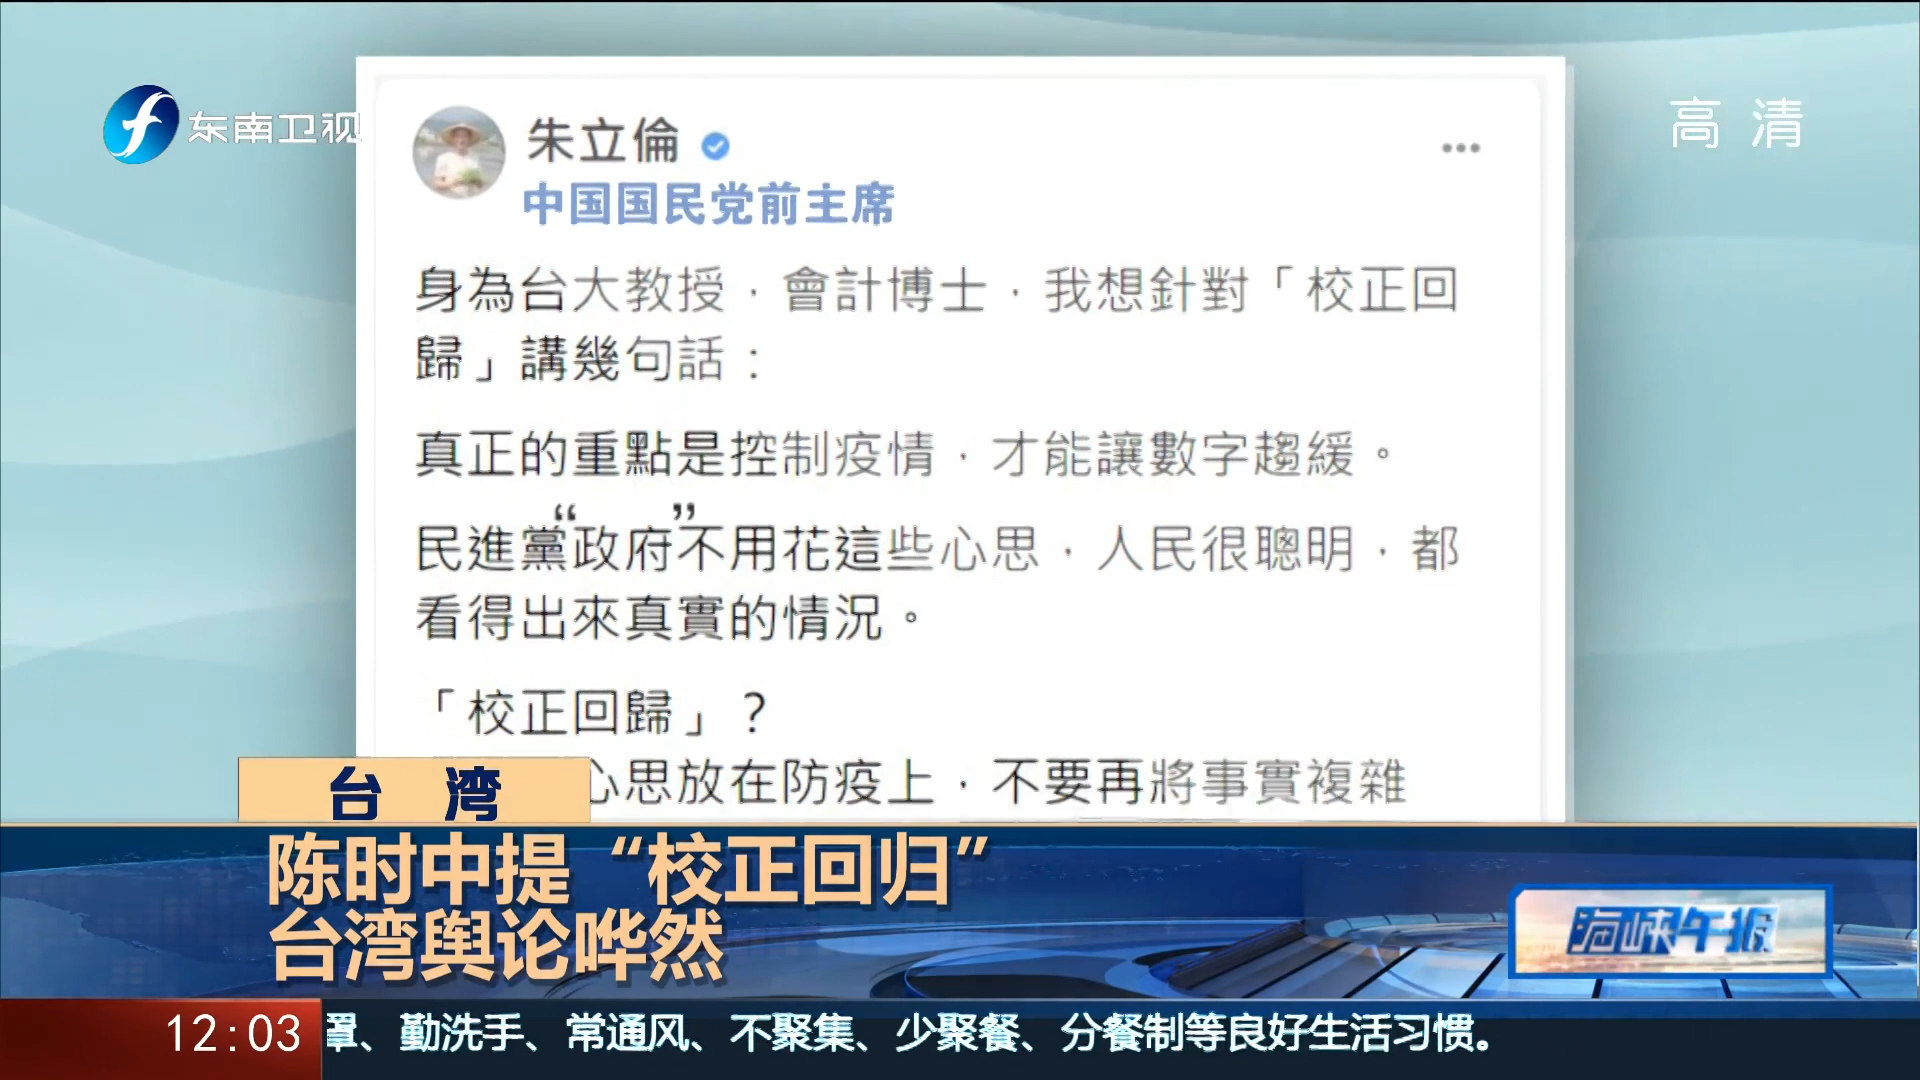 东南卫视
高清
朱立倫
中国国民党前主席
身為台大教授，會計博士，我想針對「校正回
歸」講幾句話：
真正的重點是控制疫情，才能讓數字趨緩。
民進黨“政府”不用花這些心思，人民很聰明，都
看得出來真實的情況。
「校正回歸」？
心思放在防疫上，不要再將事實複雜
台 湾
陈时中提“校正回归”
台湾舆论哗然
海峡午报
12:03
罩、勤洗手、常通风、不聚集、少聚餐、分餐制等良好生活习惯。